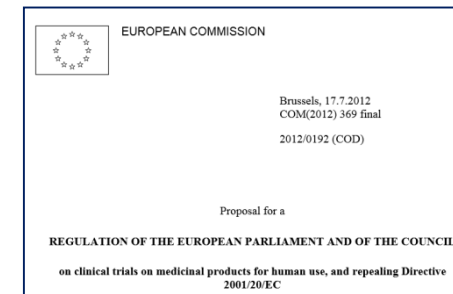 EUROPEAN COMMISSION
Brussels, 17.7.2012
COM(2012) 369 final
2012/0192 (COD)
Proposal for a
REGULATION OF THE EUROPEAN PARLIAMENT AND OF THE COUNCIL
on clinical trials on medicinal products for human use, and repealing Directive
2001/20/EC